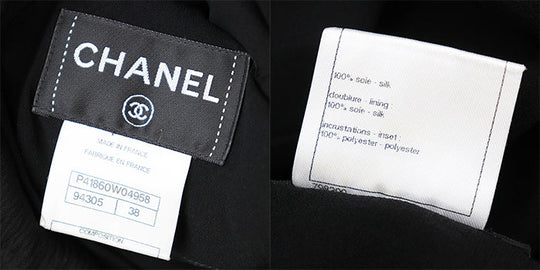 CHANEL
MADE IN FRANCE
FABRIQUE EN FRANCE
P41860W04958
94305 38
COMPOSITION
100% soie - silk
doublure - lining :
100% soie - silk
incrustations - inset :
100% polyester - polyester